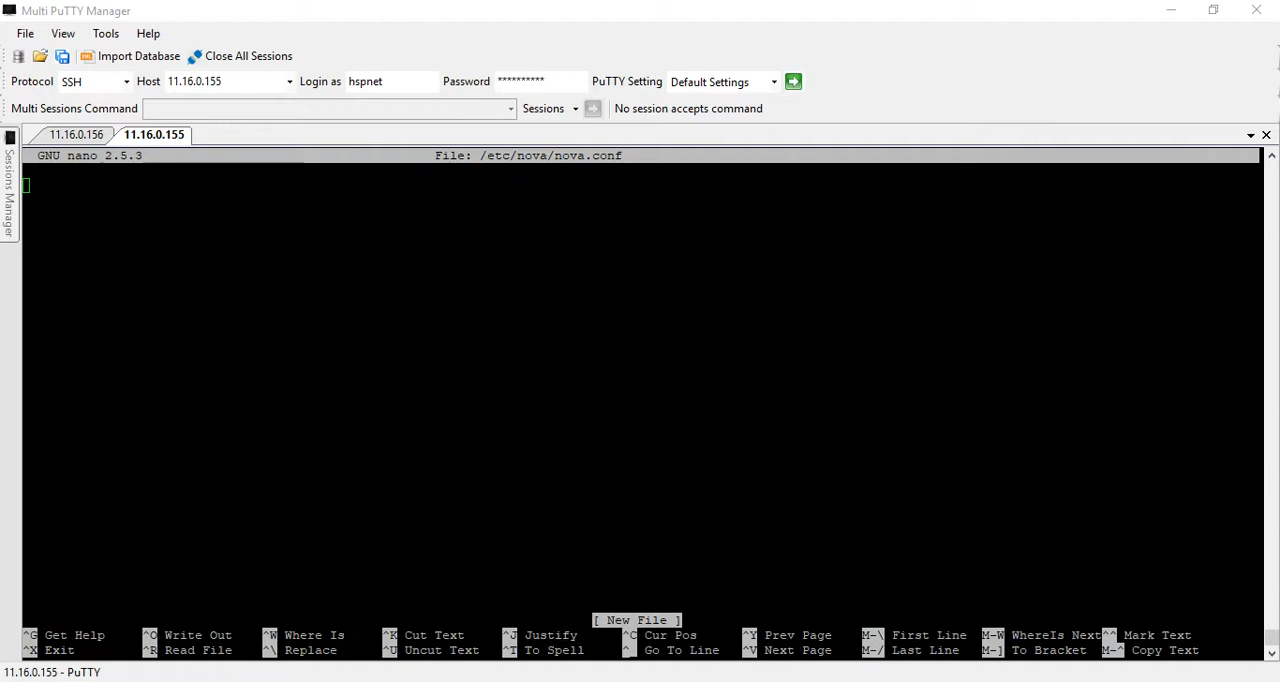 Multi PuTTY Manager
File View Tools Help
Import Database Close All Sessions
Protocol SSH Host 11.16.0.155 Login as hspnet Password ********** PuTTY Setting Default Settings
Multi Sessions Command Sessions No session accepts command
11.16.0.156 11.16.0.155
Sessions Manager
GNU nano 2.5.3 File: /etc/nova/nova.conf
[ New File ]
^G Get Help ^O Write Out ^W Where Is ^K Cut Text ^J Justify ^C Cur Pos ^Y Prev Page M-\ First Line M-W WhereIs Next ^^ Mark Text
^X Exit ^R Read File ^\ Replace ^U Uncut Text ^T To Spell ^_ Go To Line ^V Next Page M-/ Last Line M-] To Bracket M-^ Copy Text
11.16.0.155 - PuTTY